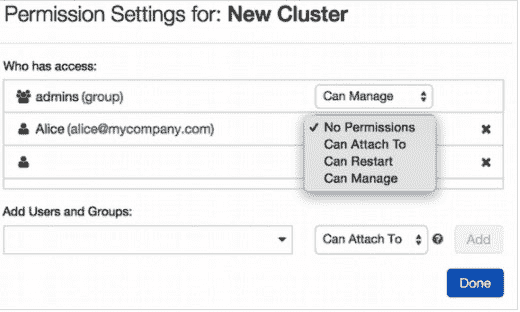 Permission Settings for: New Cluster
Who has access:
admins (group) Can Manage
Alice (alice@mycompany.com) ✓ No Permissions
Can Attach To
Can Restart
Can Manage
Add Users and Groups:
Can Attach To ? Add
Done